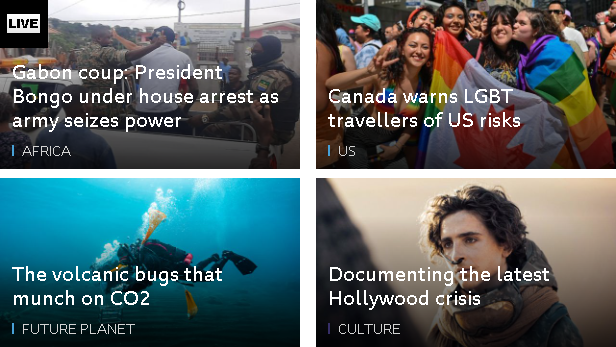 LIVE
Gabon coup: President
Bongo under house arrest as
army seizes power
AFRICA
Canada warns LGBT
travellers of US risks
US
The volcanic bugs that
munch on CO2
FUTURE PLANET
Documenting the latest
Hollywood crisis
CULTURE